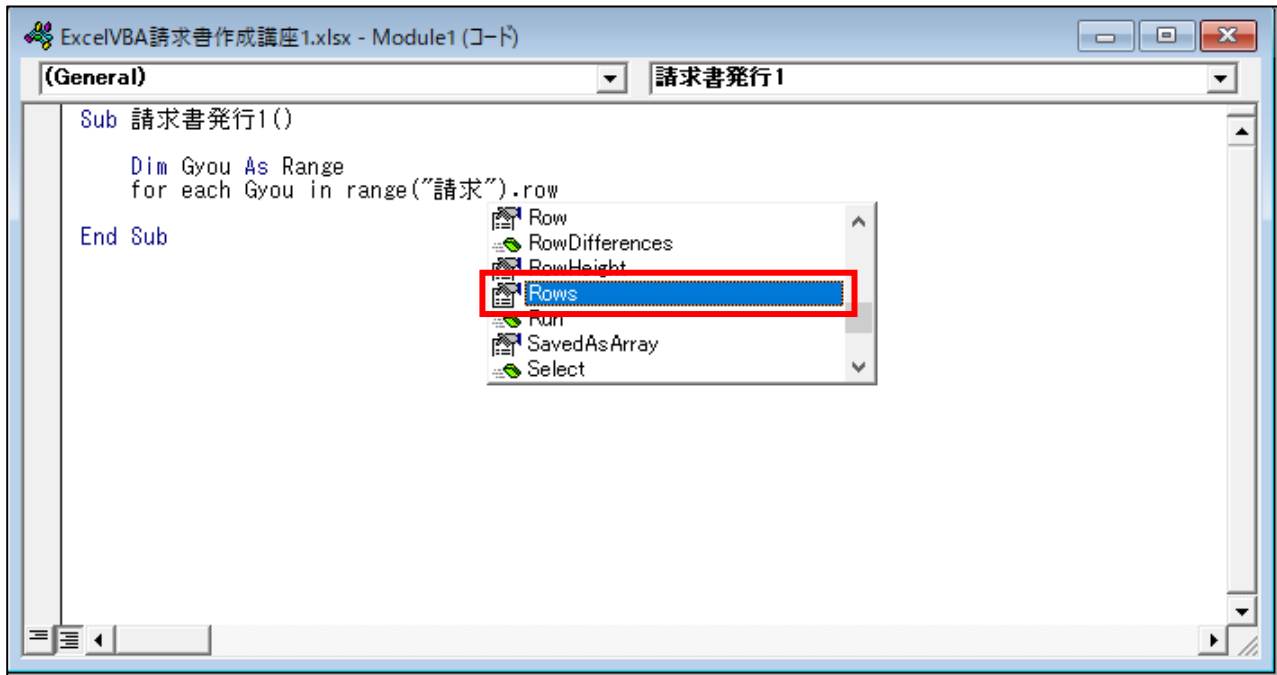 ExcelVBA請求書作成講座1.xlsx - Module1 (コード)
(General) 請求書発行1
Sub 請求書発行1()
Dim Gyou As Range
for each Gyou in range("請求").row
Row
RowDifferences
RowHeight
Rows
Run
SavedAsArray
Select
End Sub